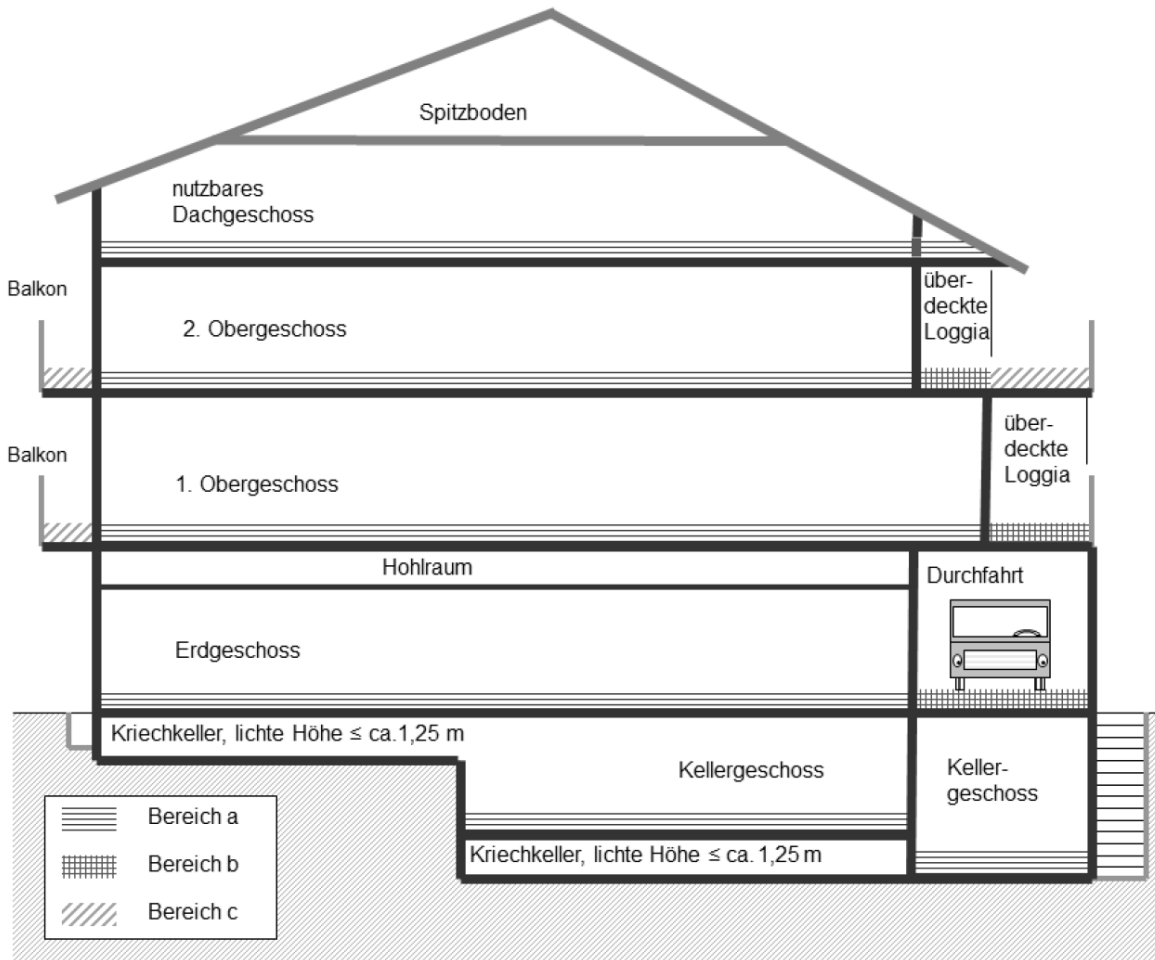 Spitzboden
nutzbares
Dachgeschoss
Balkon
2. Obergeschoss
über-
deckte
Loggia
Balkon
1. Obergeschoss
über-
deckte
Loggia
Hohlraum
Durchfahrt
Erdgeschoss
Kriechkeller, lichte Höhe ≤ ca.1,25 m
Kellergeschoss
Keller-
geschoss
Kriechkeller, lichte Höhe ≤ ca. 1,25 m
Bereich a
Bereich b
Bereich c